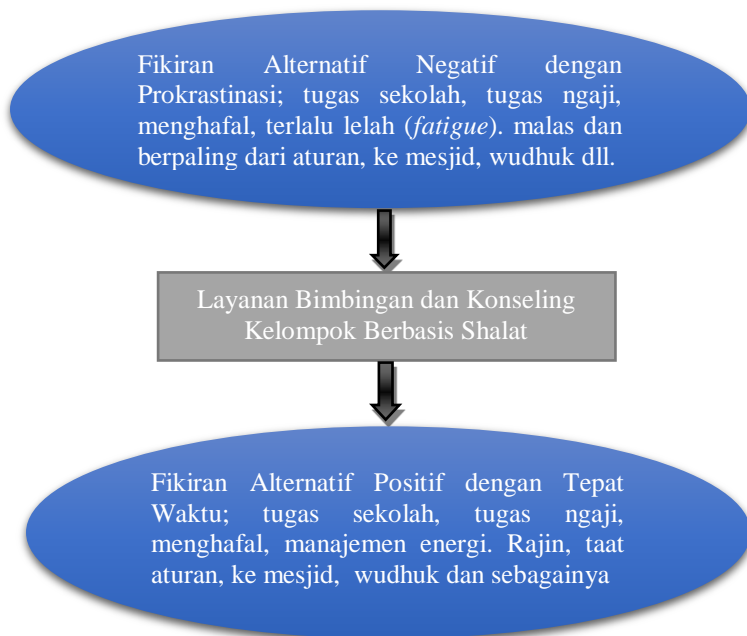 Fikiran Alternatif Negatif dengan
Prokrastinasi; tugas sekolah, tugas ngaji,
menghafal, terlalu lelah (fatigue). malas dan
berpaling dari aturan, ke mesjid, wudhuk dll.
Layanan Bimbingan dan Konseling
Kelompok Berbasis Shalat
Fikiran Alternatif Positif dengan Tepat
Waktu; tugas sekolah, tugas ngaji,
menghafal, manajemen energi. Rajin, taat
aturan, ke mesjid, wudhuk dan sebagainya